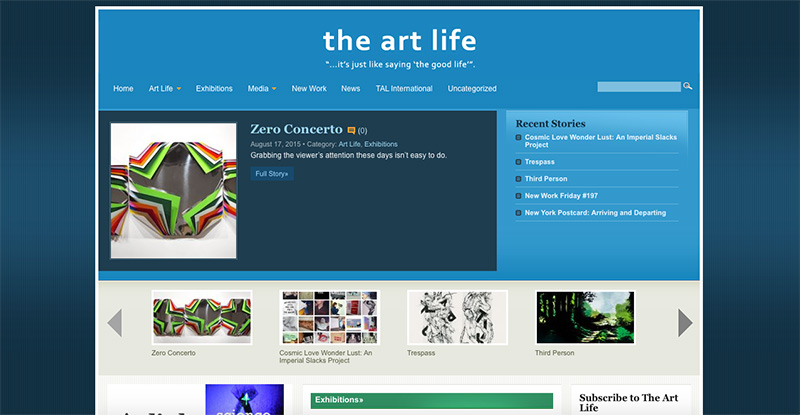 the art life
“...it’s just like saying ‘the good life’”.
Home Art Life Exhibitions Media New Work News TAL International Uncategorized
Zero Concerto (0)
August 17, 2015 • Category: Art Life, Exhibitions
Grabbing the viewer’s attention these days isn’t easy to do.
Full Story»
Recent Stories
Cosmic Love Wonder Lust: An Imperial Slacks
Project
Trespass
Third Person
New Work Friday #197
New York Postcard: Arriving and Departing
Zero Concerto
Cosmic Love Wonder Lust: An
Imperial Slacks Project
Trespass
Third Person
science
Exhibitions»
Subscribe to The Art
Life